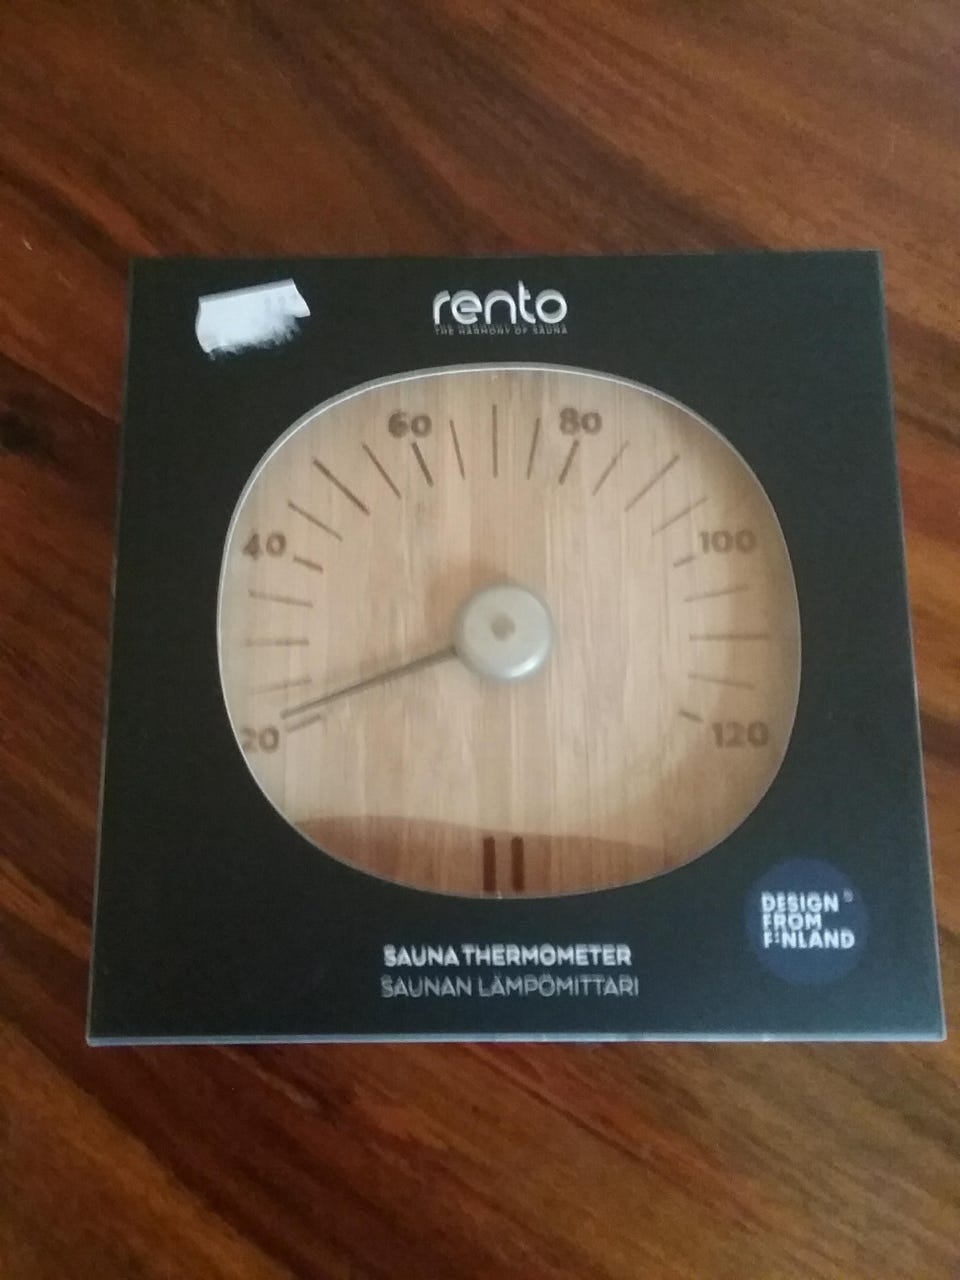 rento
THE HARMONY OF SAUNA
60 80
40 100
20 120
DESIGN
FROM
FINLAND
SAUNA THERMOMETER
SAUNAN LÄMPÖMITTARI